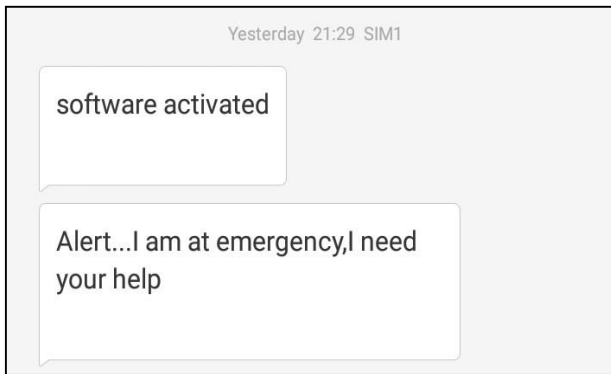 Yesterday 21:29 SIM1
software activated
Alert...I am at emergency,I need
your help